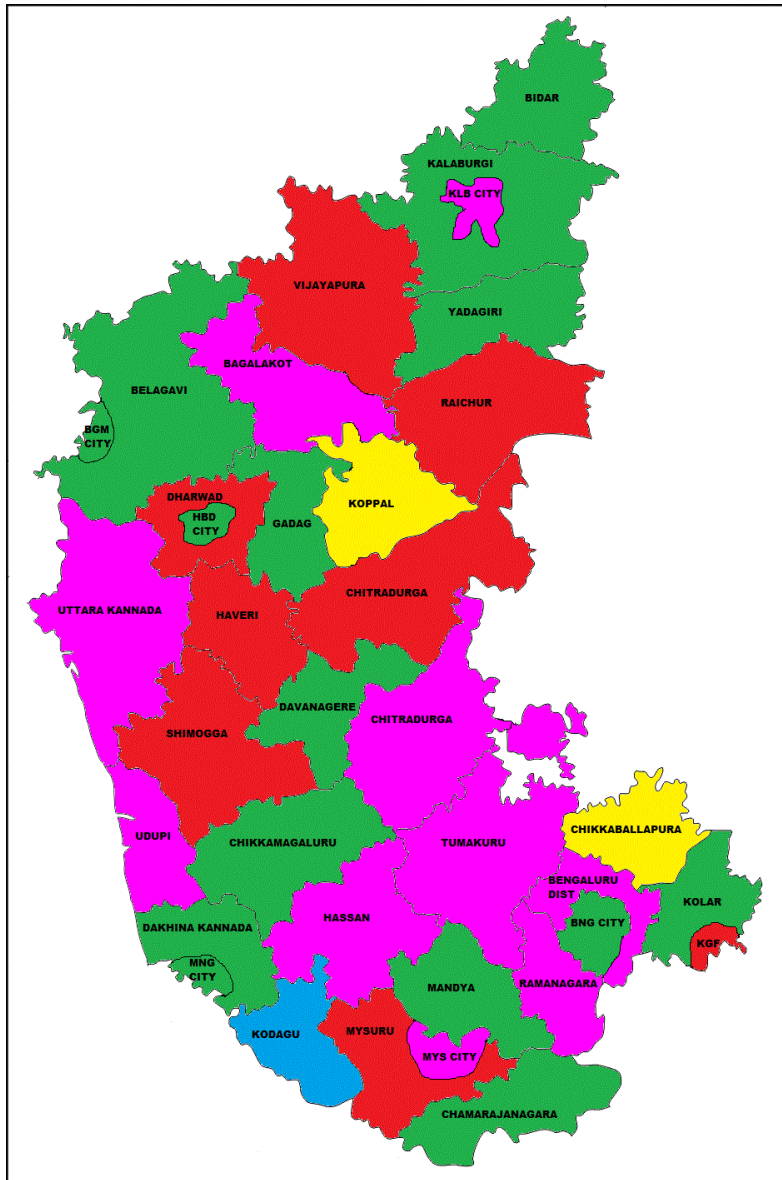 BIDAR
KALABURGI
KLB CITY
VIJAYAPURA
YADAGIRI
BAGALAKOT
BELAGAVI
RAICHUR
BGM
CITY
DHARWAD
HBD
CITY
GADAG
KOPPAL
CHITRADURGA
UTTARA KANNADA
HAVERI
DAVANAGERE
CHITRADURGA
SHIMOGGA
UDUPI
CHIKKAMAGALURU
TUMAKURU
CHIKKABALLAPURA
BENGALURU
DIST
KOLAR
HASSAN
BNG CITY
DAKHINA KANNADA
KGF
MNG
CITY
MANDYA
RAMANAGARA
KODAGU
MYSURU
MYS CITY
CHAMARAJANAGARA